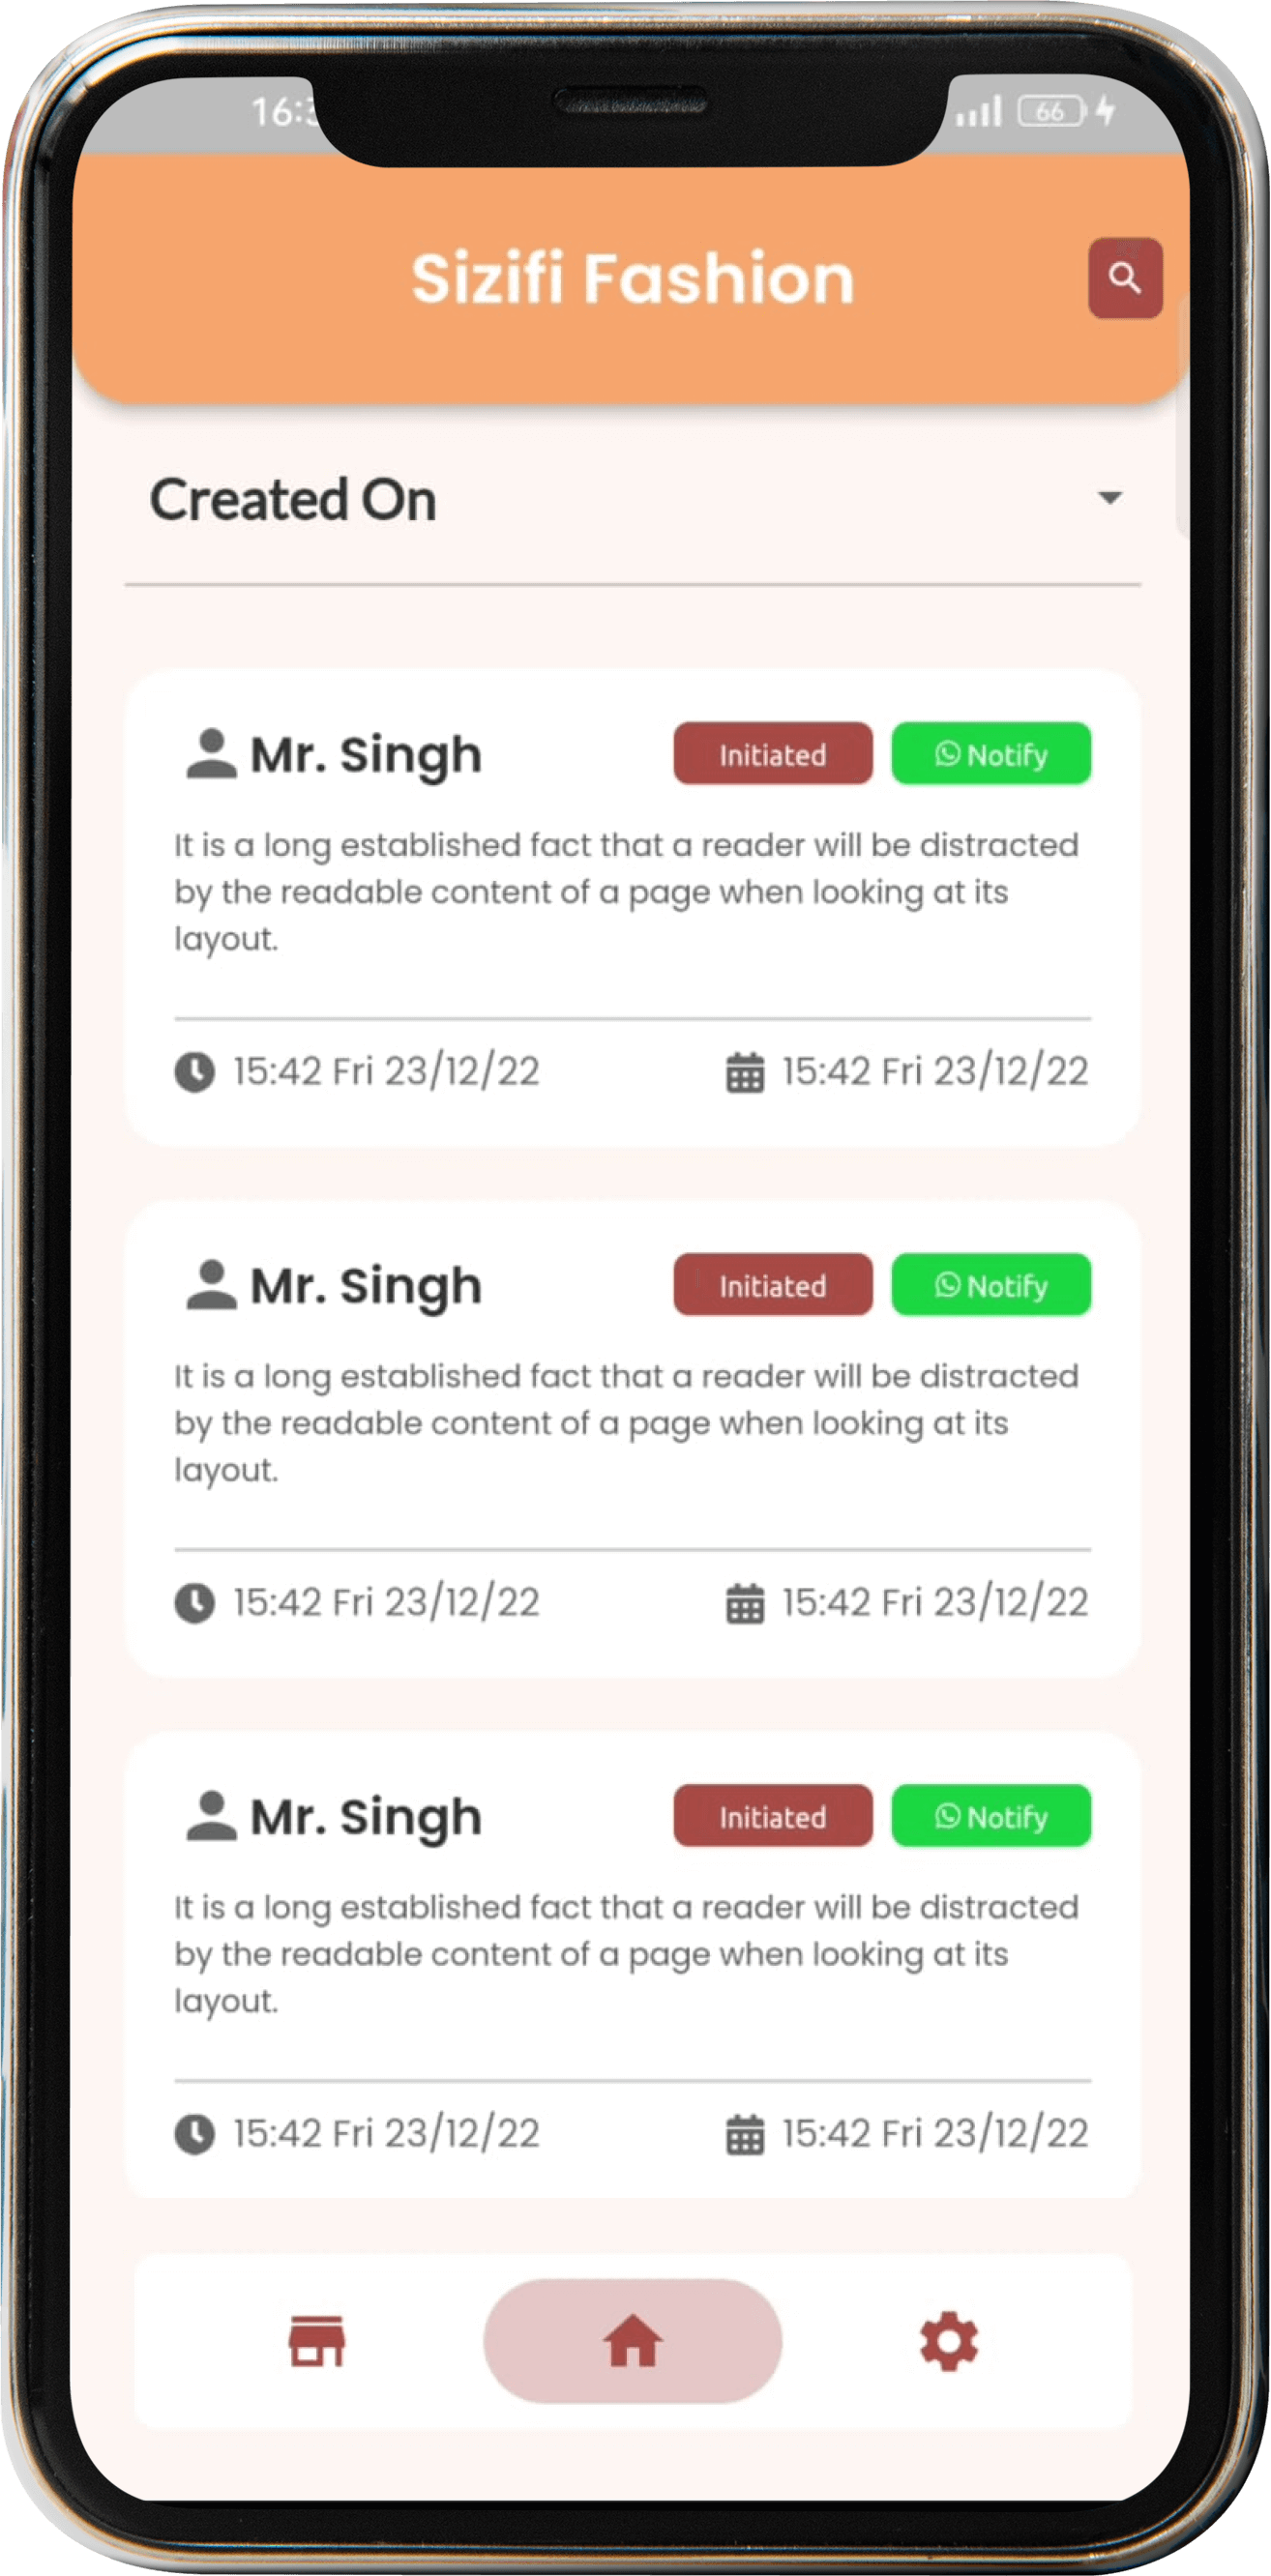 66
Sizifi Fashion
Created On
Mr. Singh
Initiated
Notify
It is a long established fact that a reader will be distracted
by the readable content of a page when looking at its
layout.
15:42 Fri 23/12/22
15:42 Fri 23/12/22
Mr. Singh
Initiated
Notify
It is a long established fact that a reader will be distracted
by the readable content of a page when looking at its
layout.
15:42 Fri 23/12/22
15:42 Fri 23/12/22
Mr. Singh
Initiated
Notify
It is a long established fact that a reader will be distracted
by the readable content of a page when looking at its
layout.
15:42 Fri 23/12/22
15:42 Fri 23/12/22